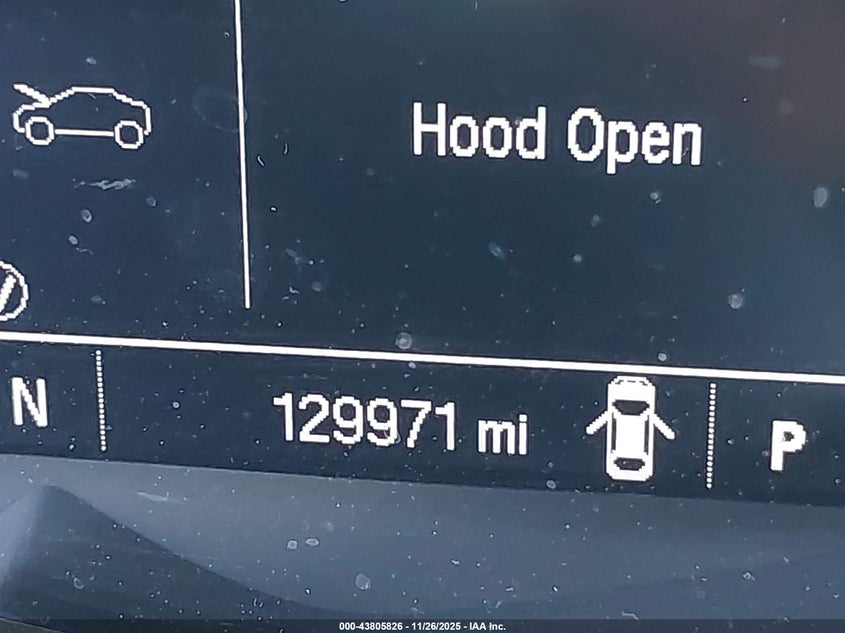 Hood Open
N
129971 mi
P
000-43805826 - 11/26/2025 - IAA Inc.